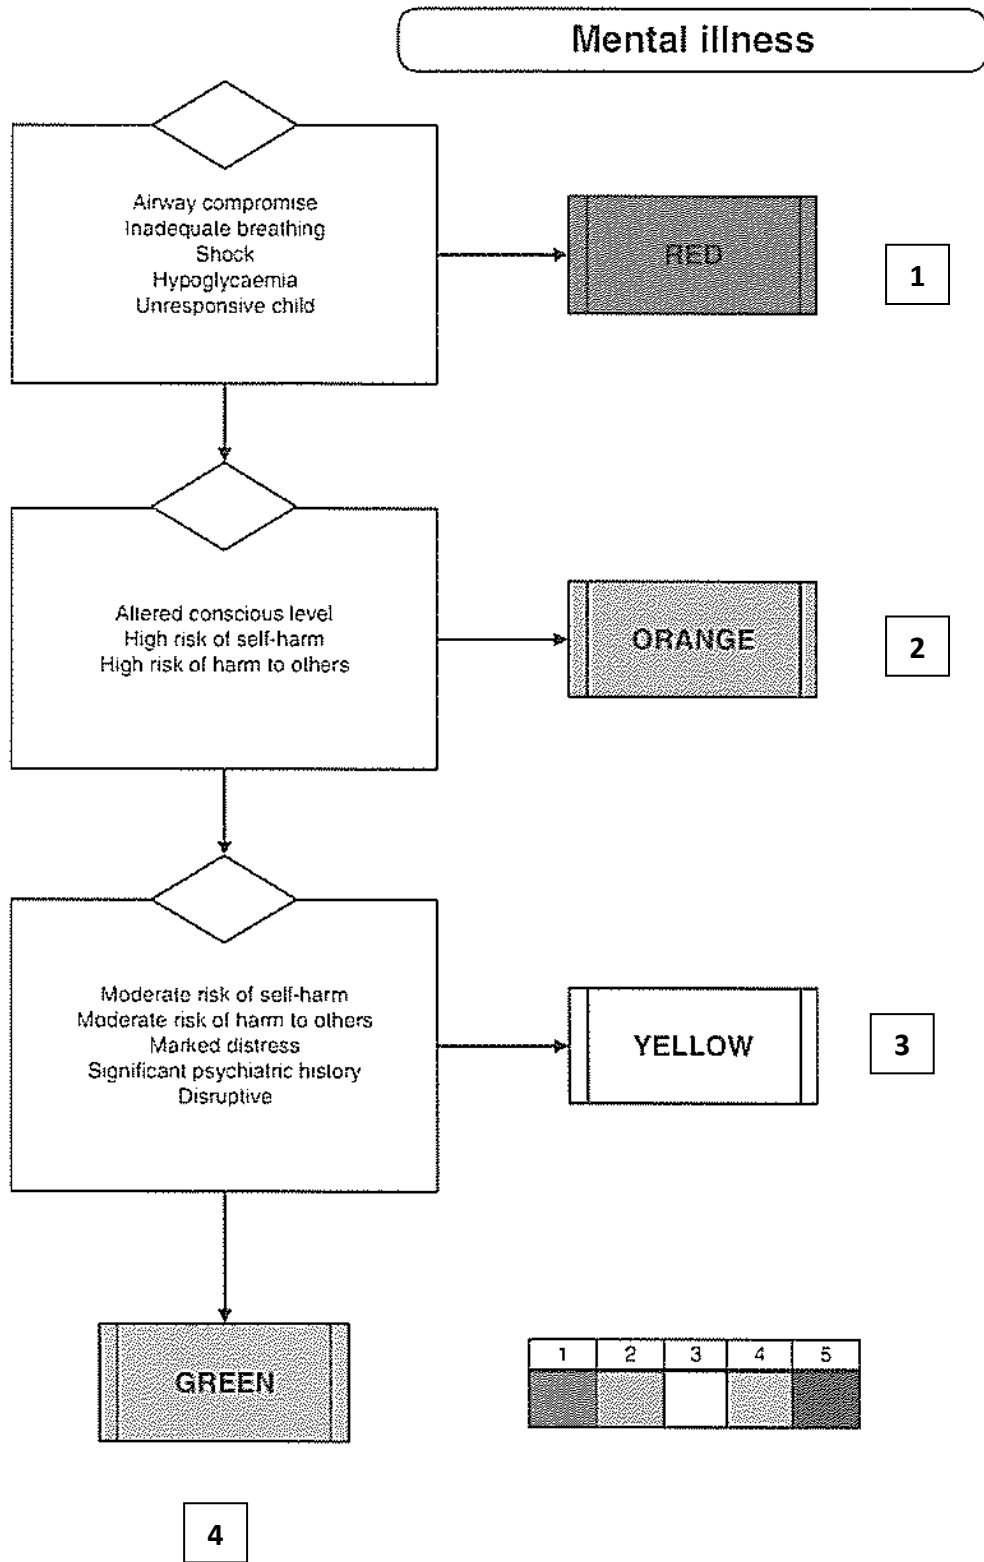 Mental illness
Airway compromise
Inadequate breathing
Shock
Hypoglycaemia
Unresponsive child
RED
1
Altered conscious level
High risk of self-harm
High risk of harm to others
ORANGE
2
Moderate risk of self-harm
Moderate risk of harm to others
Marked distress
Significant psychiatric history
Disruptive
YELLOW
3
GREEN
1 2 3 4 5
4